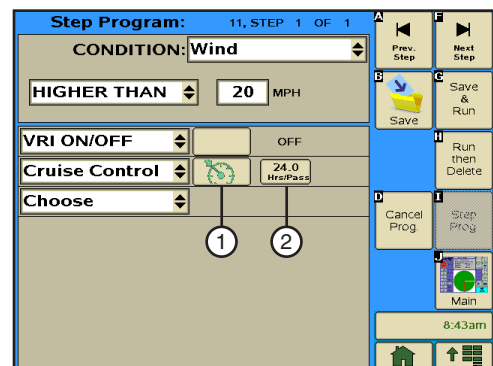 Step Program: 11, STEP 1 OF 1
CONDITION: Wind
HIGHER THAN 20 MPH
VRI ON/OFF OFF
Cruise Control 24.0 Hrs/Pass
Choose
1 2
A Prev. Step
F Next Step
B Save
G Save & Run
H Run then Delete
D Cancel Prog.
I Step Prog
J Main
8:43am